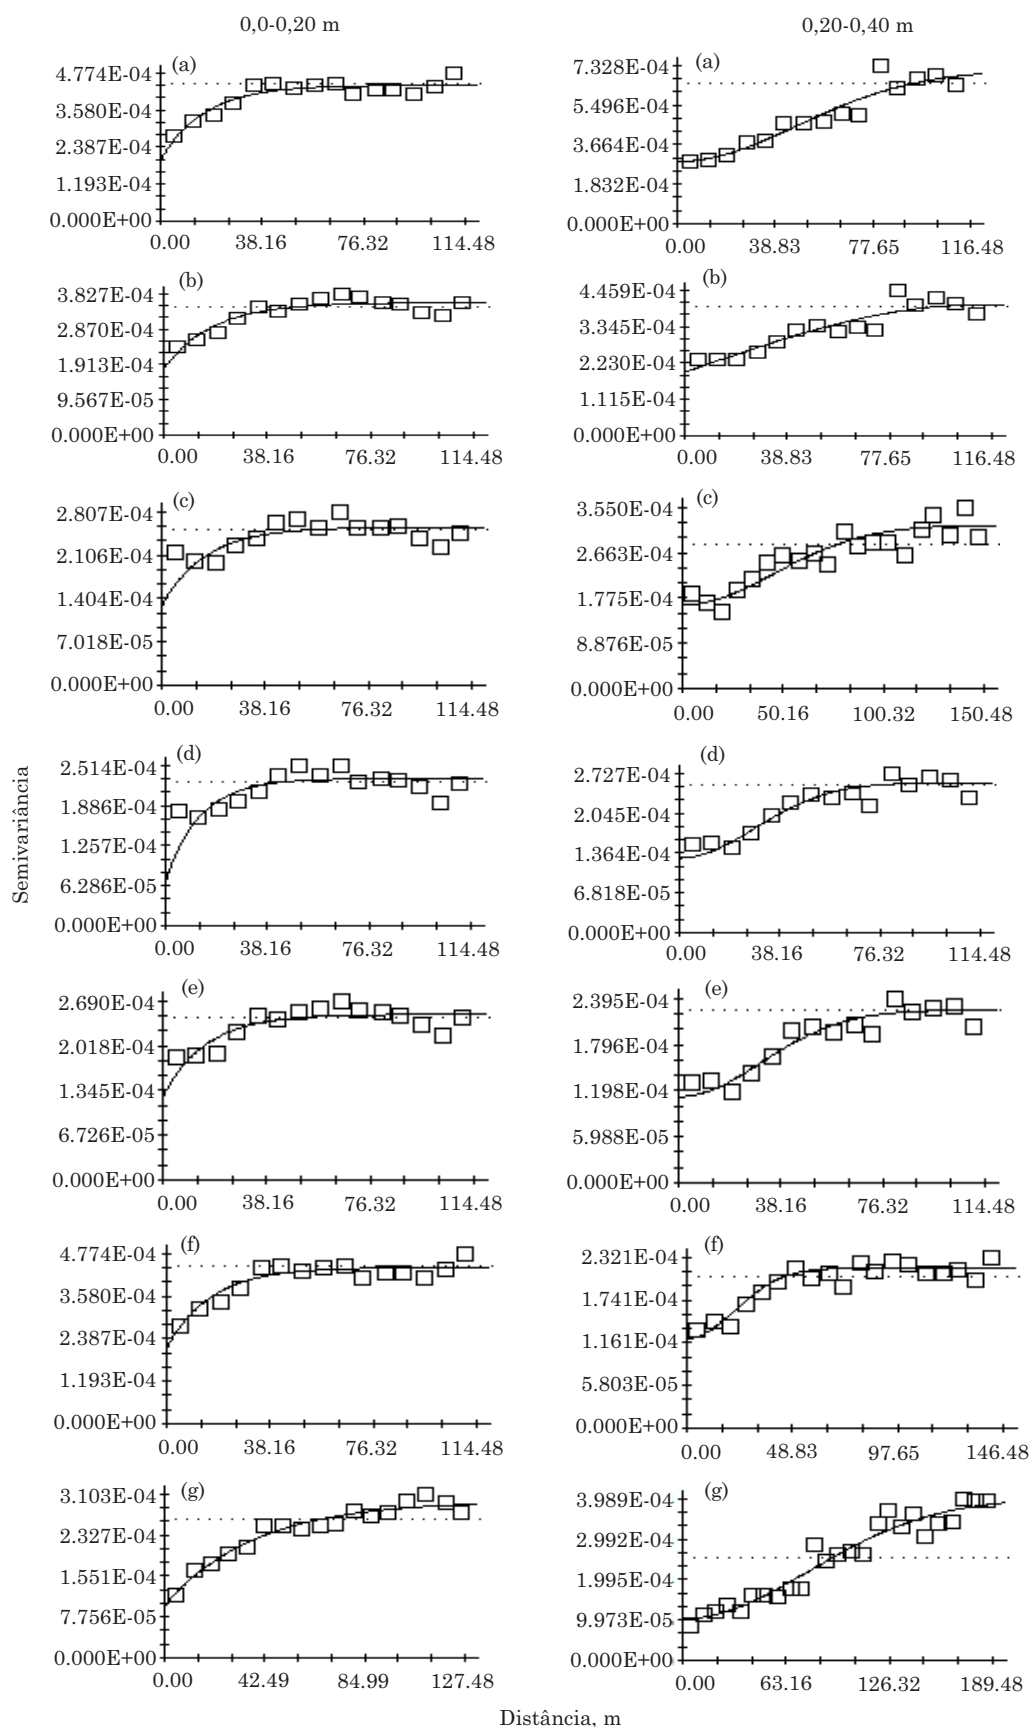 0,0-0,20 m
0,20-0,40 m
(a)
4.774E-04
3.580E-04
2.387E-04
1.193E-04
0.000E+00
0.00 38.16 76.32 114.48
(a)
7.328E-04
5.496E-04
3.664E-04
1.832E-04
0.000E+00
0.00 38.83 77.65 116.48
(b)
3.827E-04
2.870E-04
1.913E-04
9.567E-05
0.000E+00
0.00 38.16 76.32 114.48
(b)
4.459E-04
3.345E-04
2.230E-04
1.115E-04
0.000E+00
0.00 38.83 77.65 116.48
(c)
2.807E-04
2.106E-04
1.404E-04
7.018E-05
0.000E+00
0.00 38.16 76.32 114.48
(c)
3.550E-04
2.663E-04
1.775E-04
8.876E-05
0.000E+00
0.00 50.16 100.32 150.48
Semivariância
(d)
2.514E-04
1.886E-04
1.257E-04
6.286E-05
0.000E+00
0.00 38.16 76.32 114.48
(d)
2.727E-04
2.045E-04
1.364E-04
6.818E-05
0.000E+00
0.00 38.16 76.32 114.48
(e)
2.690E-04
2.018E-04
1.345E-04
6.726E-05
0.000E+00
0.00 38.16 76.32 114.48
(e)
2.395E-04
1.796E-04
1.198E-04
5.988E-05
0.000E+00
0.00 38.16 76.32 114.48
(f)
4.774E-04
3.580E-04
2.387E-04
1.193E-04
0.000E+00
0.00 38.16 76.32 114.48
(f)
2.321E-04
1.741E-04
1.161E-04
5.803E-05
0.000E+00
0.00 48.83 97.65 146.48
(g)
3.103E-04
2.327E-04
1.551E-04
7.756E-05
0.000E+00
0.00 42.49 84.99 127.48
(g)
3.989E-04
2.992E-04
1.995E-04
9.973E-05
0.000E+00
0.00 63.16 126.32 189.48
Distância, m